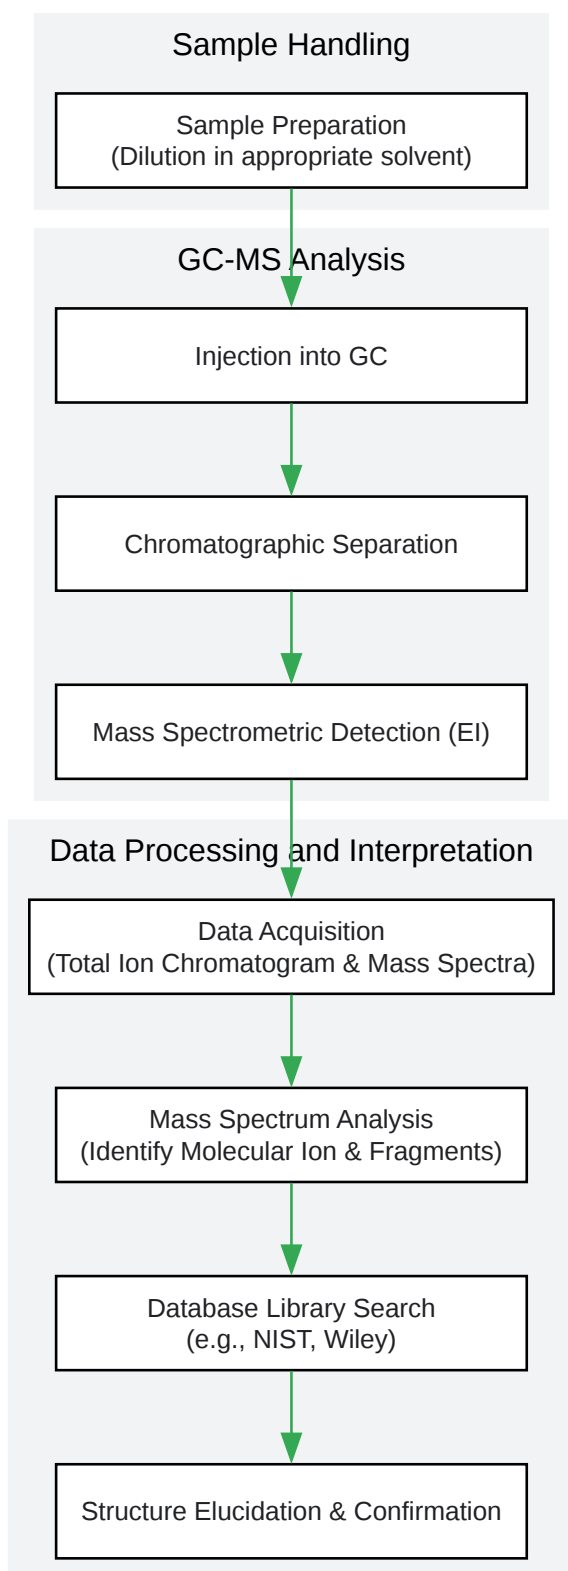 Sample Handling
Sample Preparation
(Dilution in appropriate solvent)
GC-MS Analysis
Injection into GC
Chromatographic Separation
Mass Spectrometric Detection (EI)
Data Processing and Interpretation
Data Acquisition
(Total Ion Chromatogram & Mass Spectra)
Mass Spectrum Analysis
(Identify Molecular Ion & Fragments)
Database Library Search
(e.g., NIST, Wiley)
Structure Elucidation & Confirmation